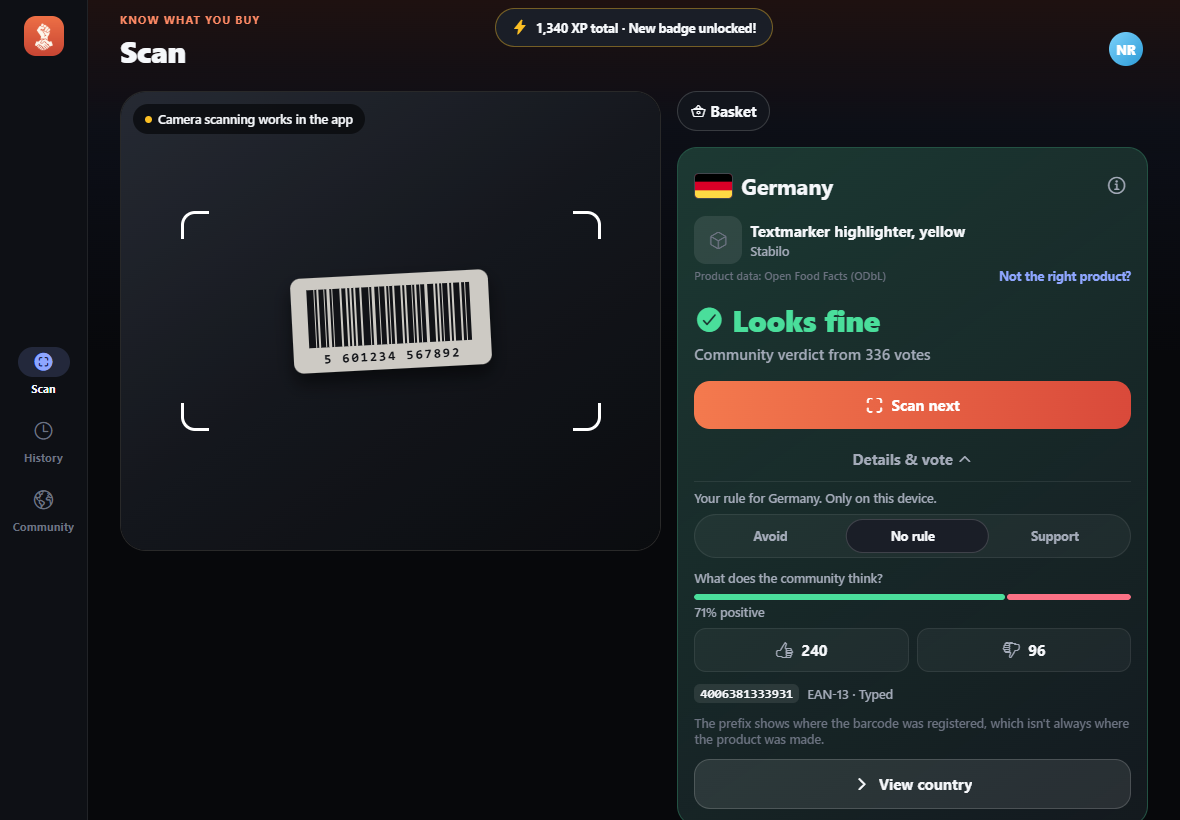 KNOW WHAT YOU BUY
Scan
1,340 XP total · New badge unlocked!
NR
Camera scanning works in the app
5 601234 567892
Scan
History
Community
Basket
Germany
Textmarker highlighter, yellow
Stabilo
Product data: Open Food Facts (ODbL)
Not the right product?
Looks fine
Community verdict from 336 votes
Scan next
Details & vote
Your rule for Germany. Only on this device.
Avoid
No rule
Support
What does the community think?
71% positive
240
96
4006381333931 EAN-13 · Typed
The prefix shows where the barcode was registered, which isn't always where
the product was made.
View country